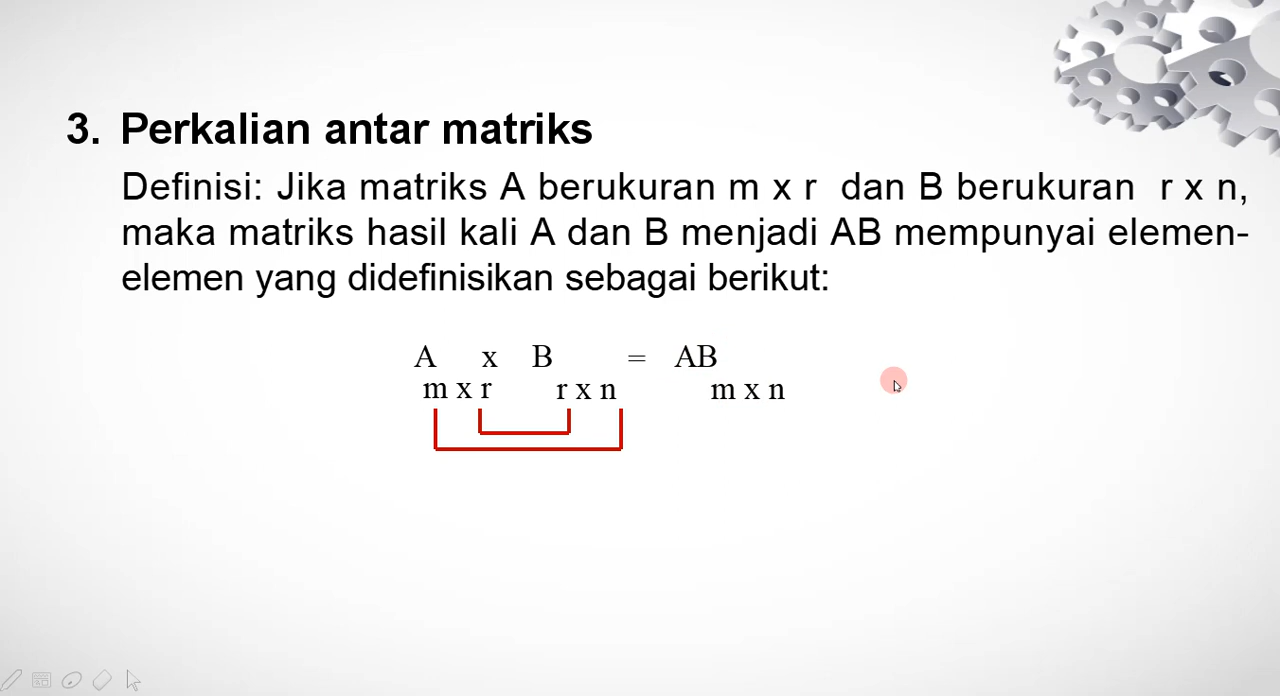 3. Perkalian antar matriks
Definisi: Jika matriks A berukuran m x r dan B berukuran r x n,
maka matriks hasil kali A dan B menjadi AB mempunyai elemen-
elemen yang didefinisikan sebagai berikut:
A x B = AB
m x r r x n m x n